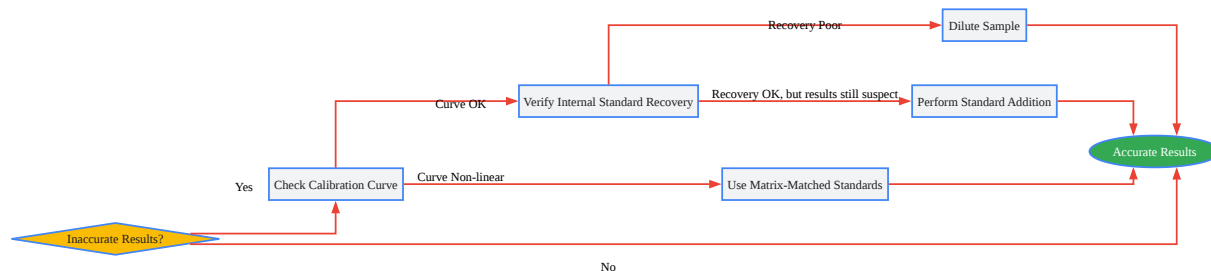 Recovery Poor
Dilute Sample
Curve OK
Verify Internal Standard Recovery
Recovery OK, but results still suspect
Perform Standard Addition
Accurate Results
Yes
Check Calibration Curve
Curve Non-linear
Use Matrix-Matched Standards
Inaccurate Results?
No